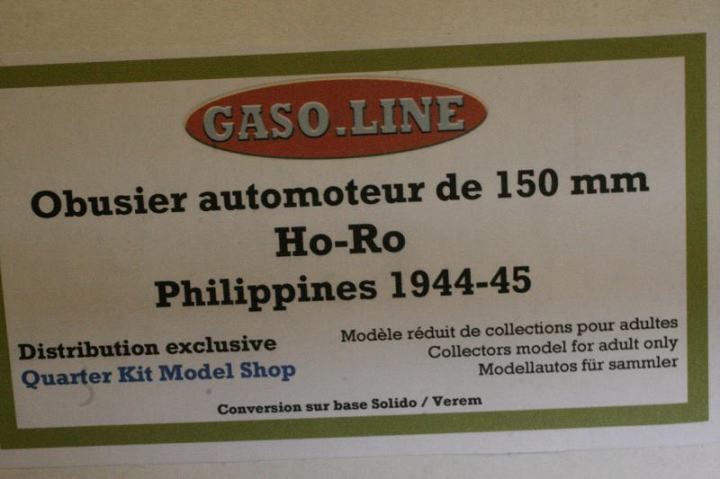 GASO.LINE
Obusier automoteur de 150 mm
Ho-Ro
Philippines 1944-45
Distribution exclusive
Quarter Kit Model Shop
Modèle réduit de collections pour adultes
Collectors model for adult only
Modellautos für sammler
Conversion sur base Solido / Verem